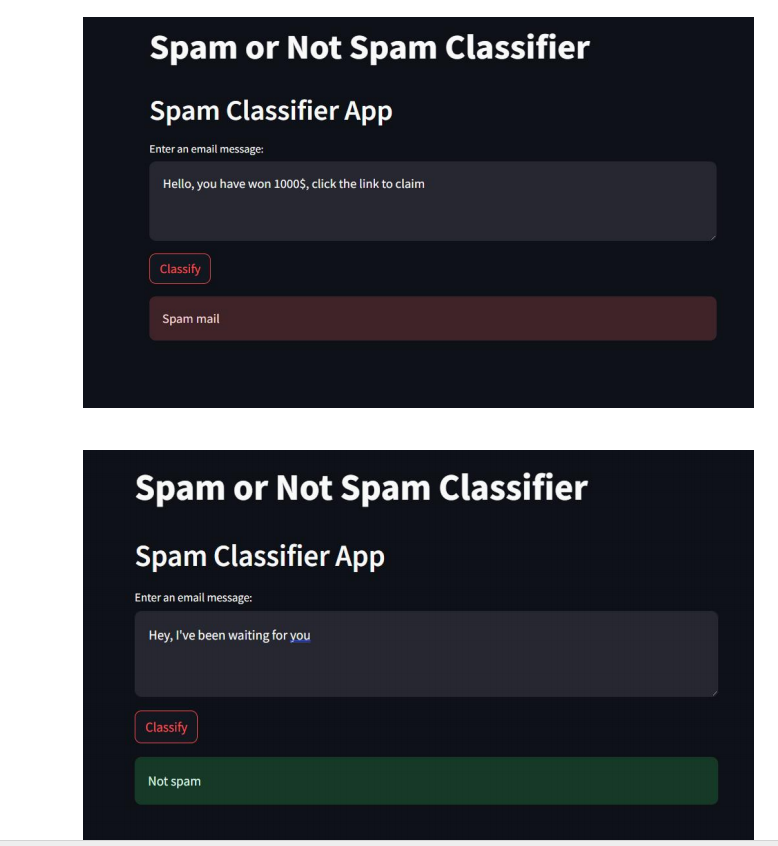 Spam or Not Spam Classifier
Spam Classifier App
Enter an email message:
Hello, you have won 1000$, click the link to claim
Classify
Spam mail
Spam or Not Spam Classifier
Spam Classifier App
Enter an email message:
Hey, I've been waiting for you
Classify
Not spam